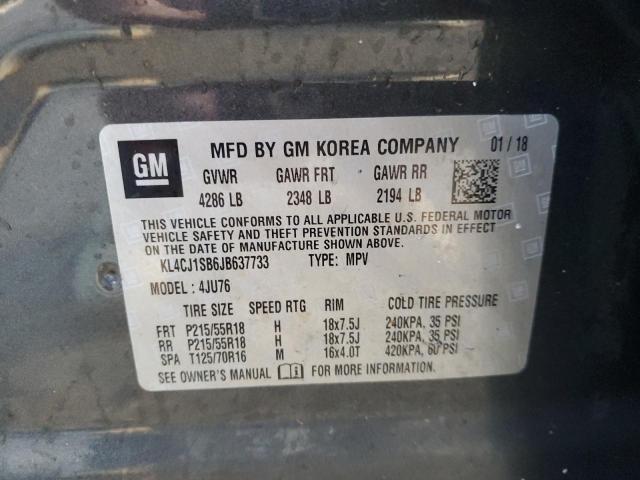 GM
MFD BY GM KOREA COMPANY 01 / 18
GVWR GAWR FRT GAWR RR
4286 LB 2348 LB 2194 LB
THIS VEHICLE CONFORMS TO ALL APPLICABLE U.S. FEDERAL MOTOR
VEHICLE SAFETY AND THEFT PREVENTION STANDARDS IN EFFECT
ON THE DATE OF MANUFACTURE SHOWN ABOVE.
KL4CJ1SB6JB637733 TYPE: MPV
MODEL : 4JU76
TIRE SIZE SPEED RTG RIM COLD TIRE PRESSURE
FRT P215/55R18 H 18x7.5J 240KPA, 35 PSI
RR P215/55R18 H 18x7.5J 240KPA, 35 PSI
SPA T125/70R16 M 16x4.0T 420KPA, 60 PSI
SEE OWNER'S MANUAL FOR MORE INFORMATION.